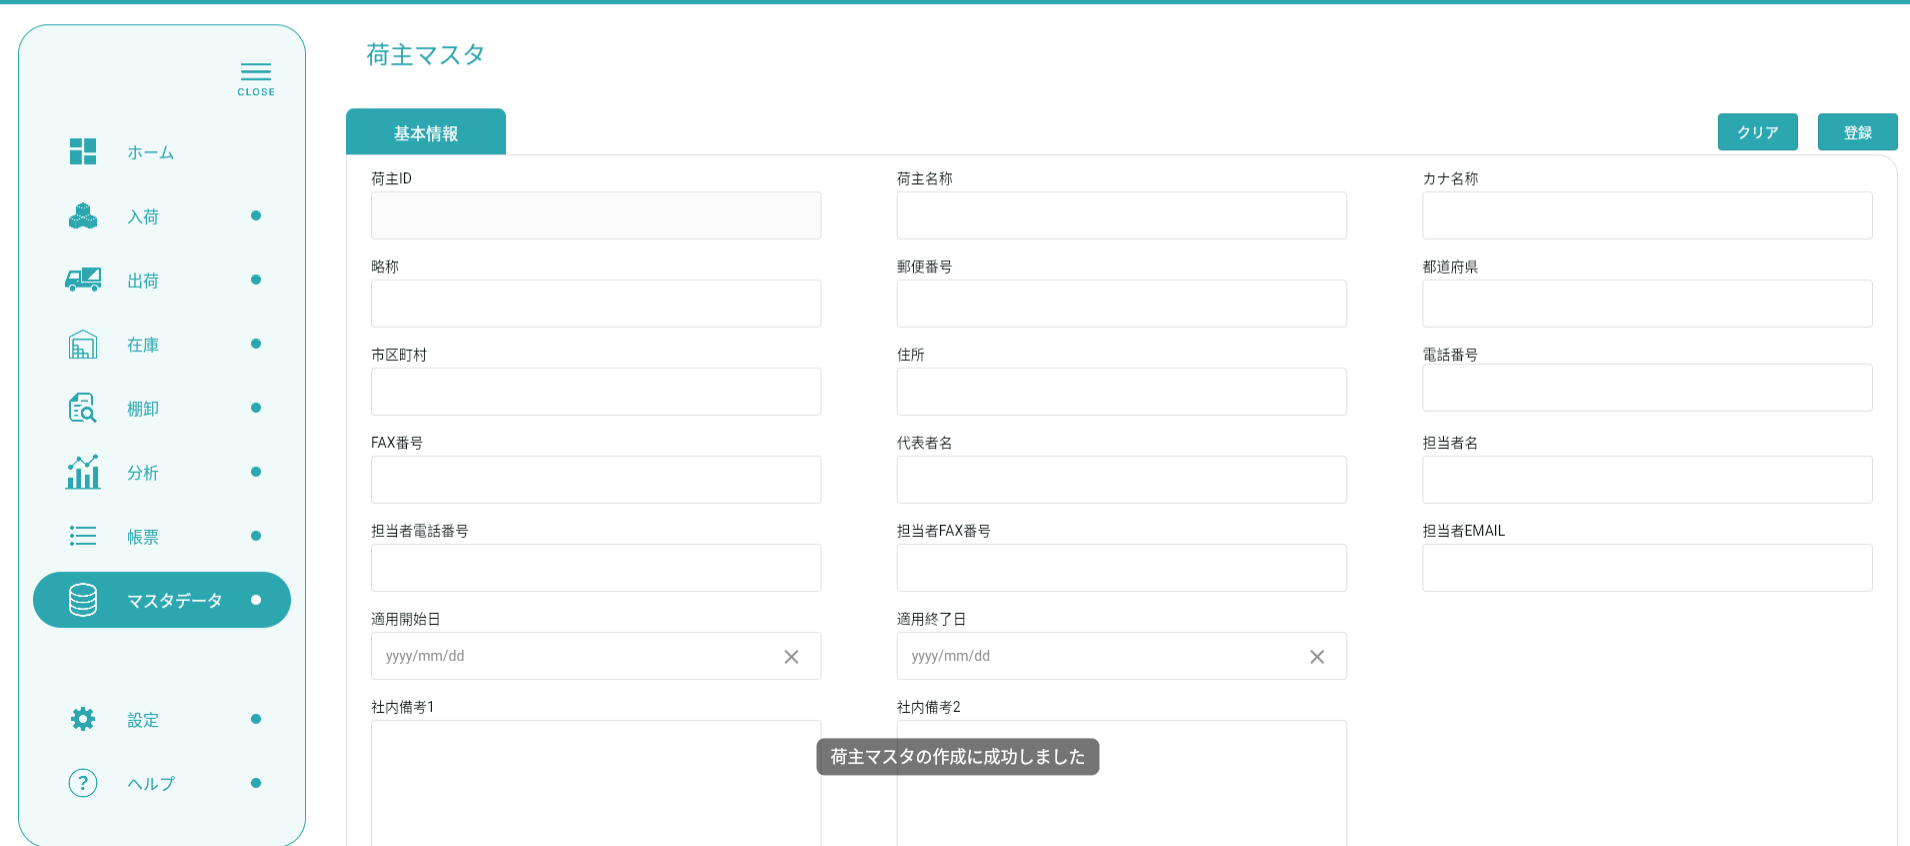 荷主マスタ
CLOSE
ホーム
入荷
出荷
在庫
棚卸
分析
帳票
マスタデータ
設定
?
ヘルプ
基本情報
クリア
登録
荷主ID
荷主名称
カナ名称
略称
郵便番号
都道府県
市区町村
住所
電話番号
FAX番号
代表者名
担当者名
担当者電話番号
担当者FAX番号
担当者EMAIL
適用開始日
適用終了日
yyyy/mm/dd
yyyy/mm/dd
社内備考1
社内備考2
荷主マスタの作成に成功しました